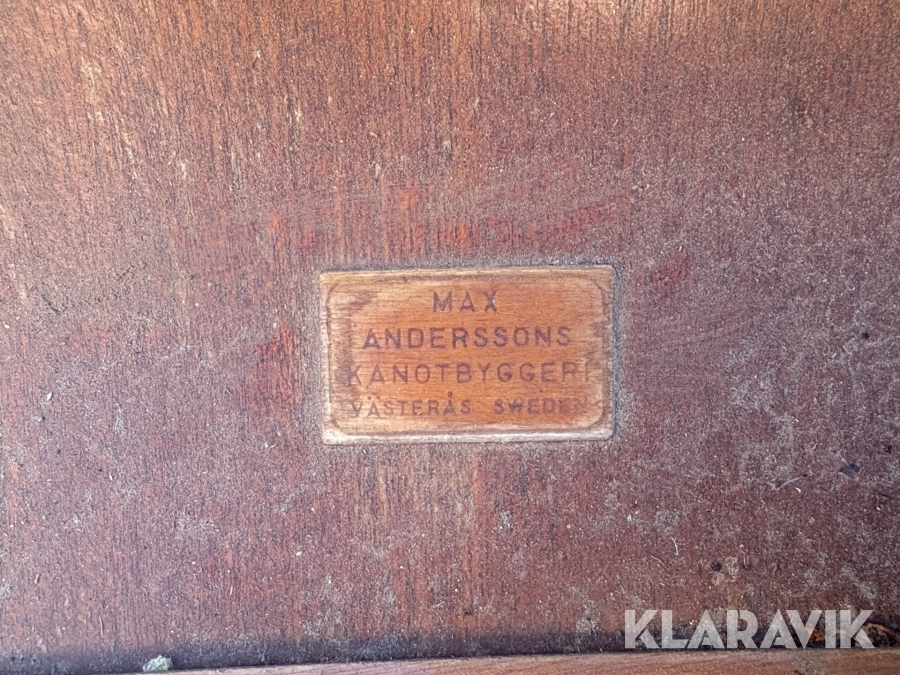 MAX
ANDERSSONS
KANOTBYGGERI
VÄSTERÅS SWEDEN
KLARAVIK